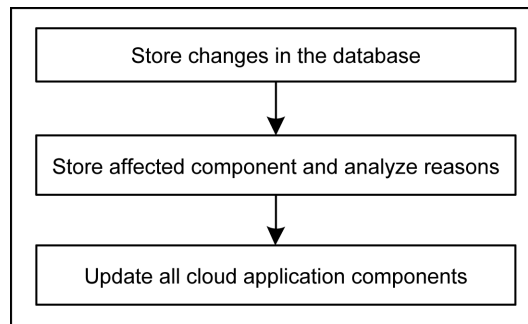 Store changes in the database
Store affected component and analyze reasons
Update all cloud application components